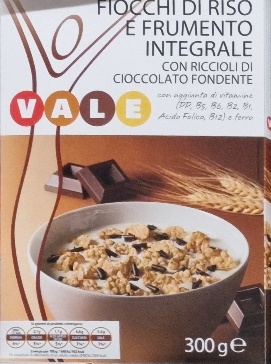 FIOCCHI DI RISO
E FRUMENTO
INTEGRALE
CON RICCIOLI DI
CIOCCOLATO FONDENTE
VALE
con aggiunta di vitamine
(PP, B5, B6, B2, B1,
Acido Folico, B12) e ferro
300 g e